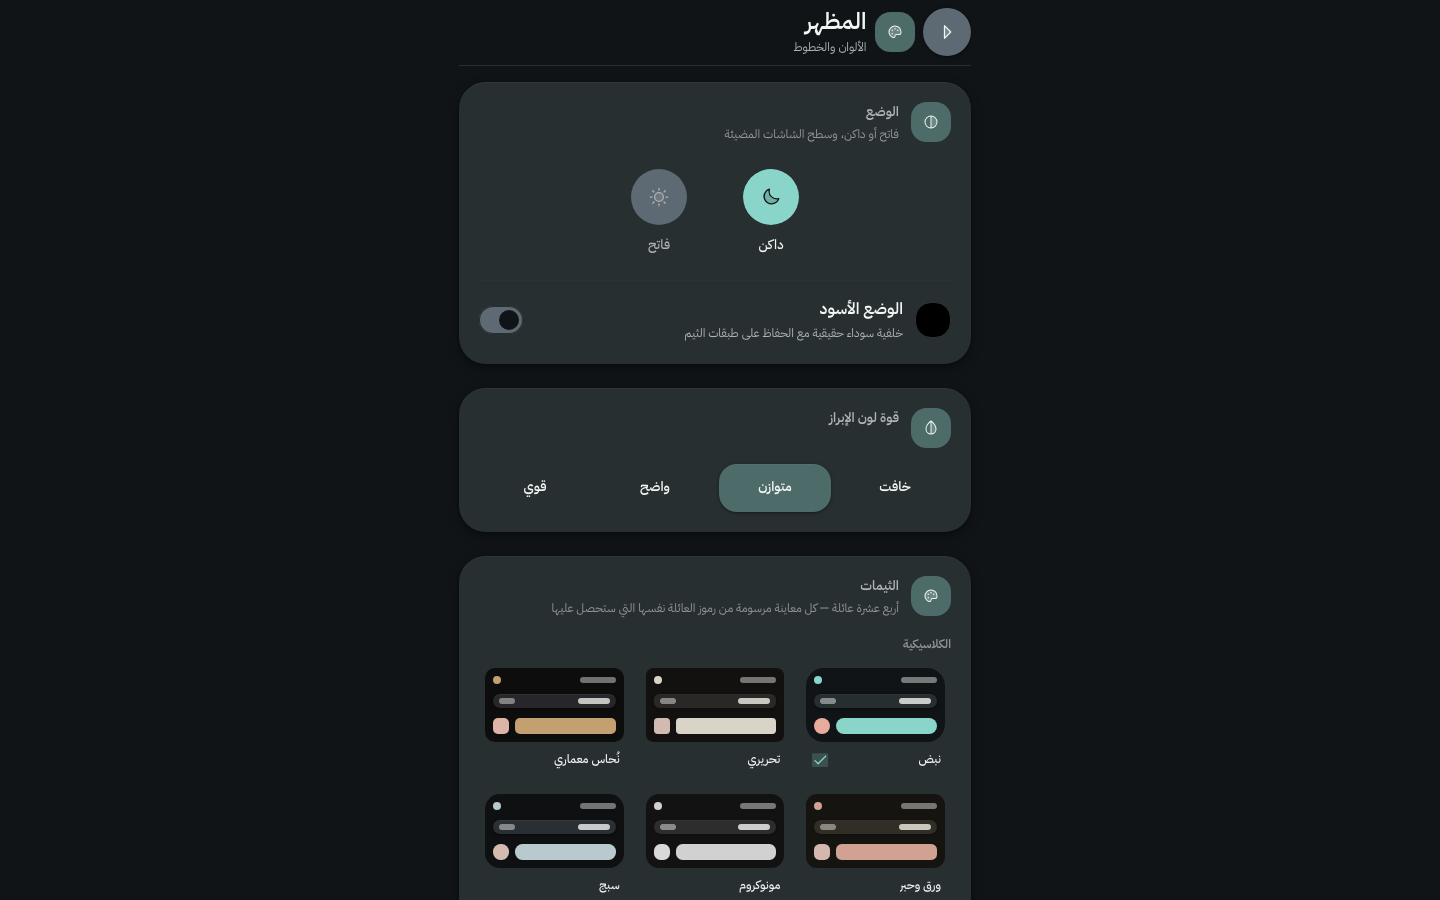 المظهر
الألوان والخطوط
الوضع
فاتح أو داكن، وسطح الشاشات المضيئة
داكن
فاتح
الوضع الأسود
خلفية سوداء حقيقية مع الحفاظ على طبقات الثيم
قوة لون الإبراز
خافت
متوازن
واضح
قوي
الثيمات
أربع عشرة عائلة — كل معاينة مرسومة من رموز العائلة نفسها التي ستحصل عليها
الكلاسيكية
نبض
تحريري
نُحاس معماري
ورق وحبر
مونوكروم
سبج